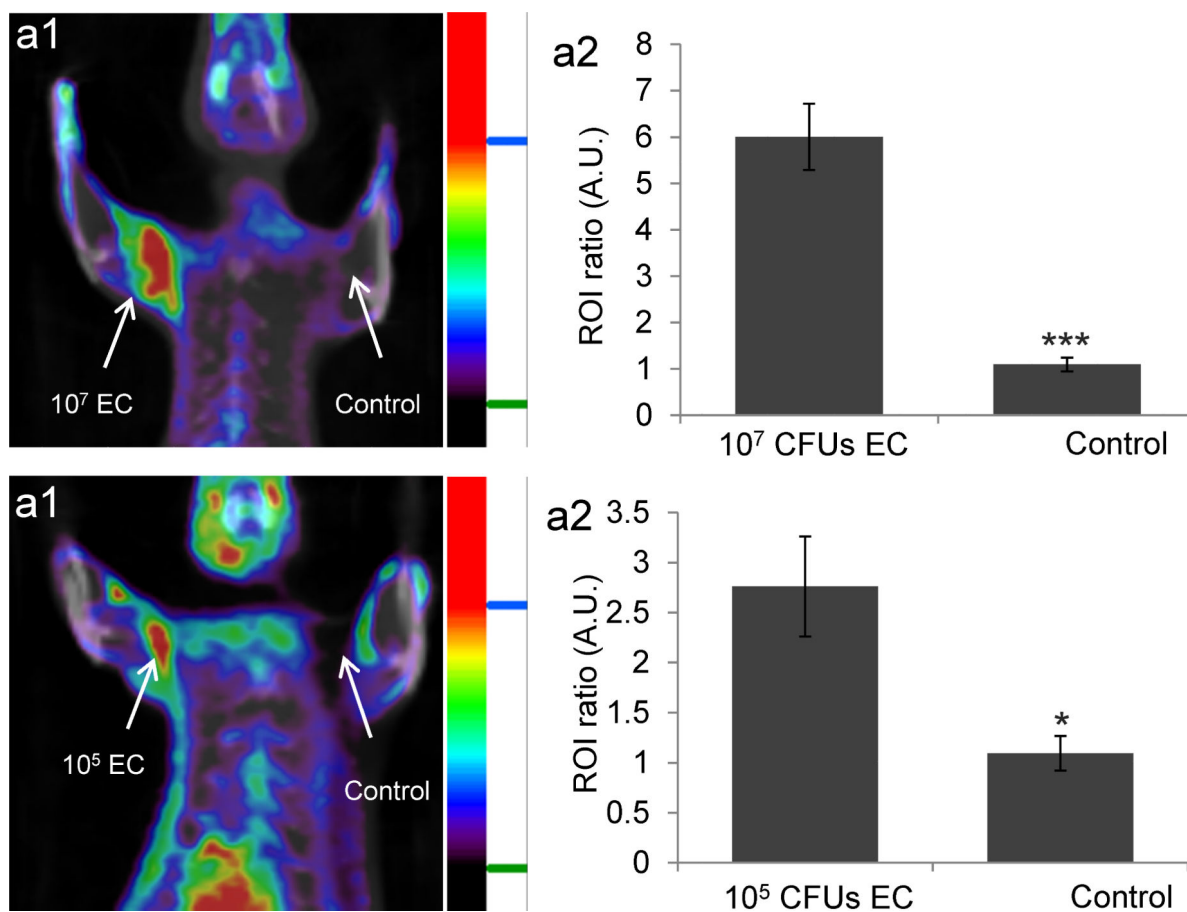 a1
10⁷ EC
Control
a2
ROI ratio (A.U.)
8
7
6
5
4
3
2
1
0
***
10⁷ CFUs EC
Control
a1
10⁵ EC
Control
a2
ROI ratio (A.U.)
3.5
3
2.5
2
1.5
1
0.5
0
*
10⁵ CFUs EC
Control